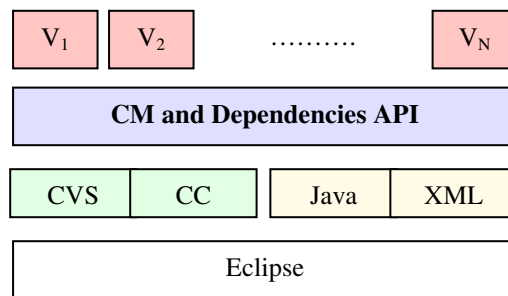 V1 V2 .......... VN
CM and Dependencies API
CVS CC Java XML
Eclipse